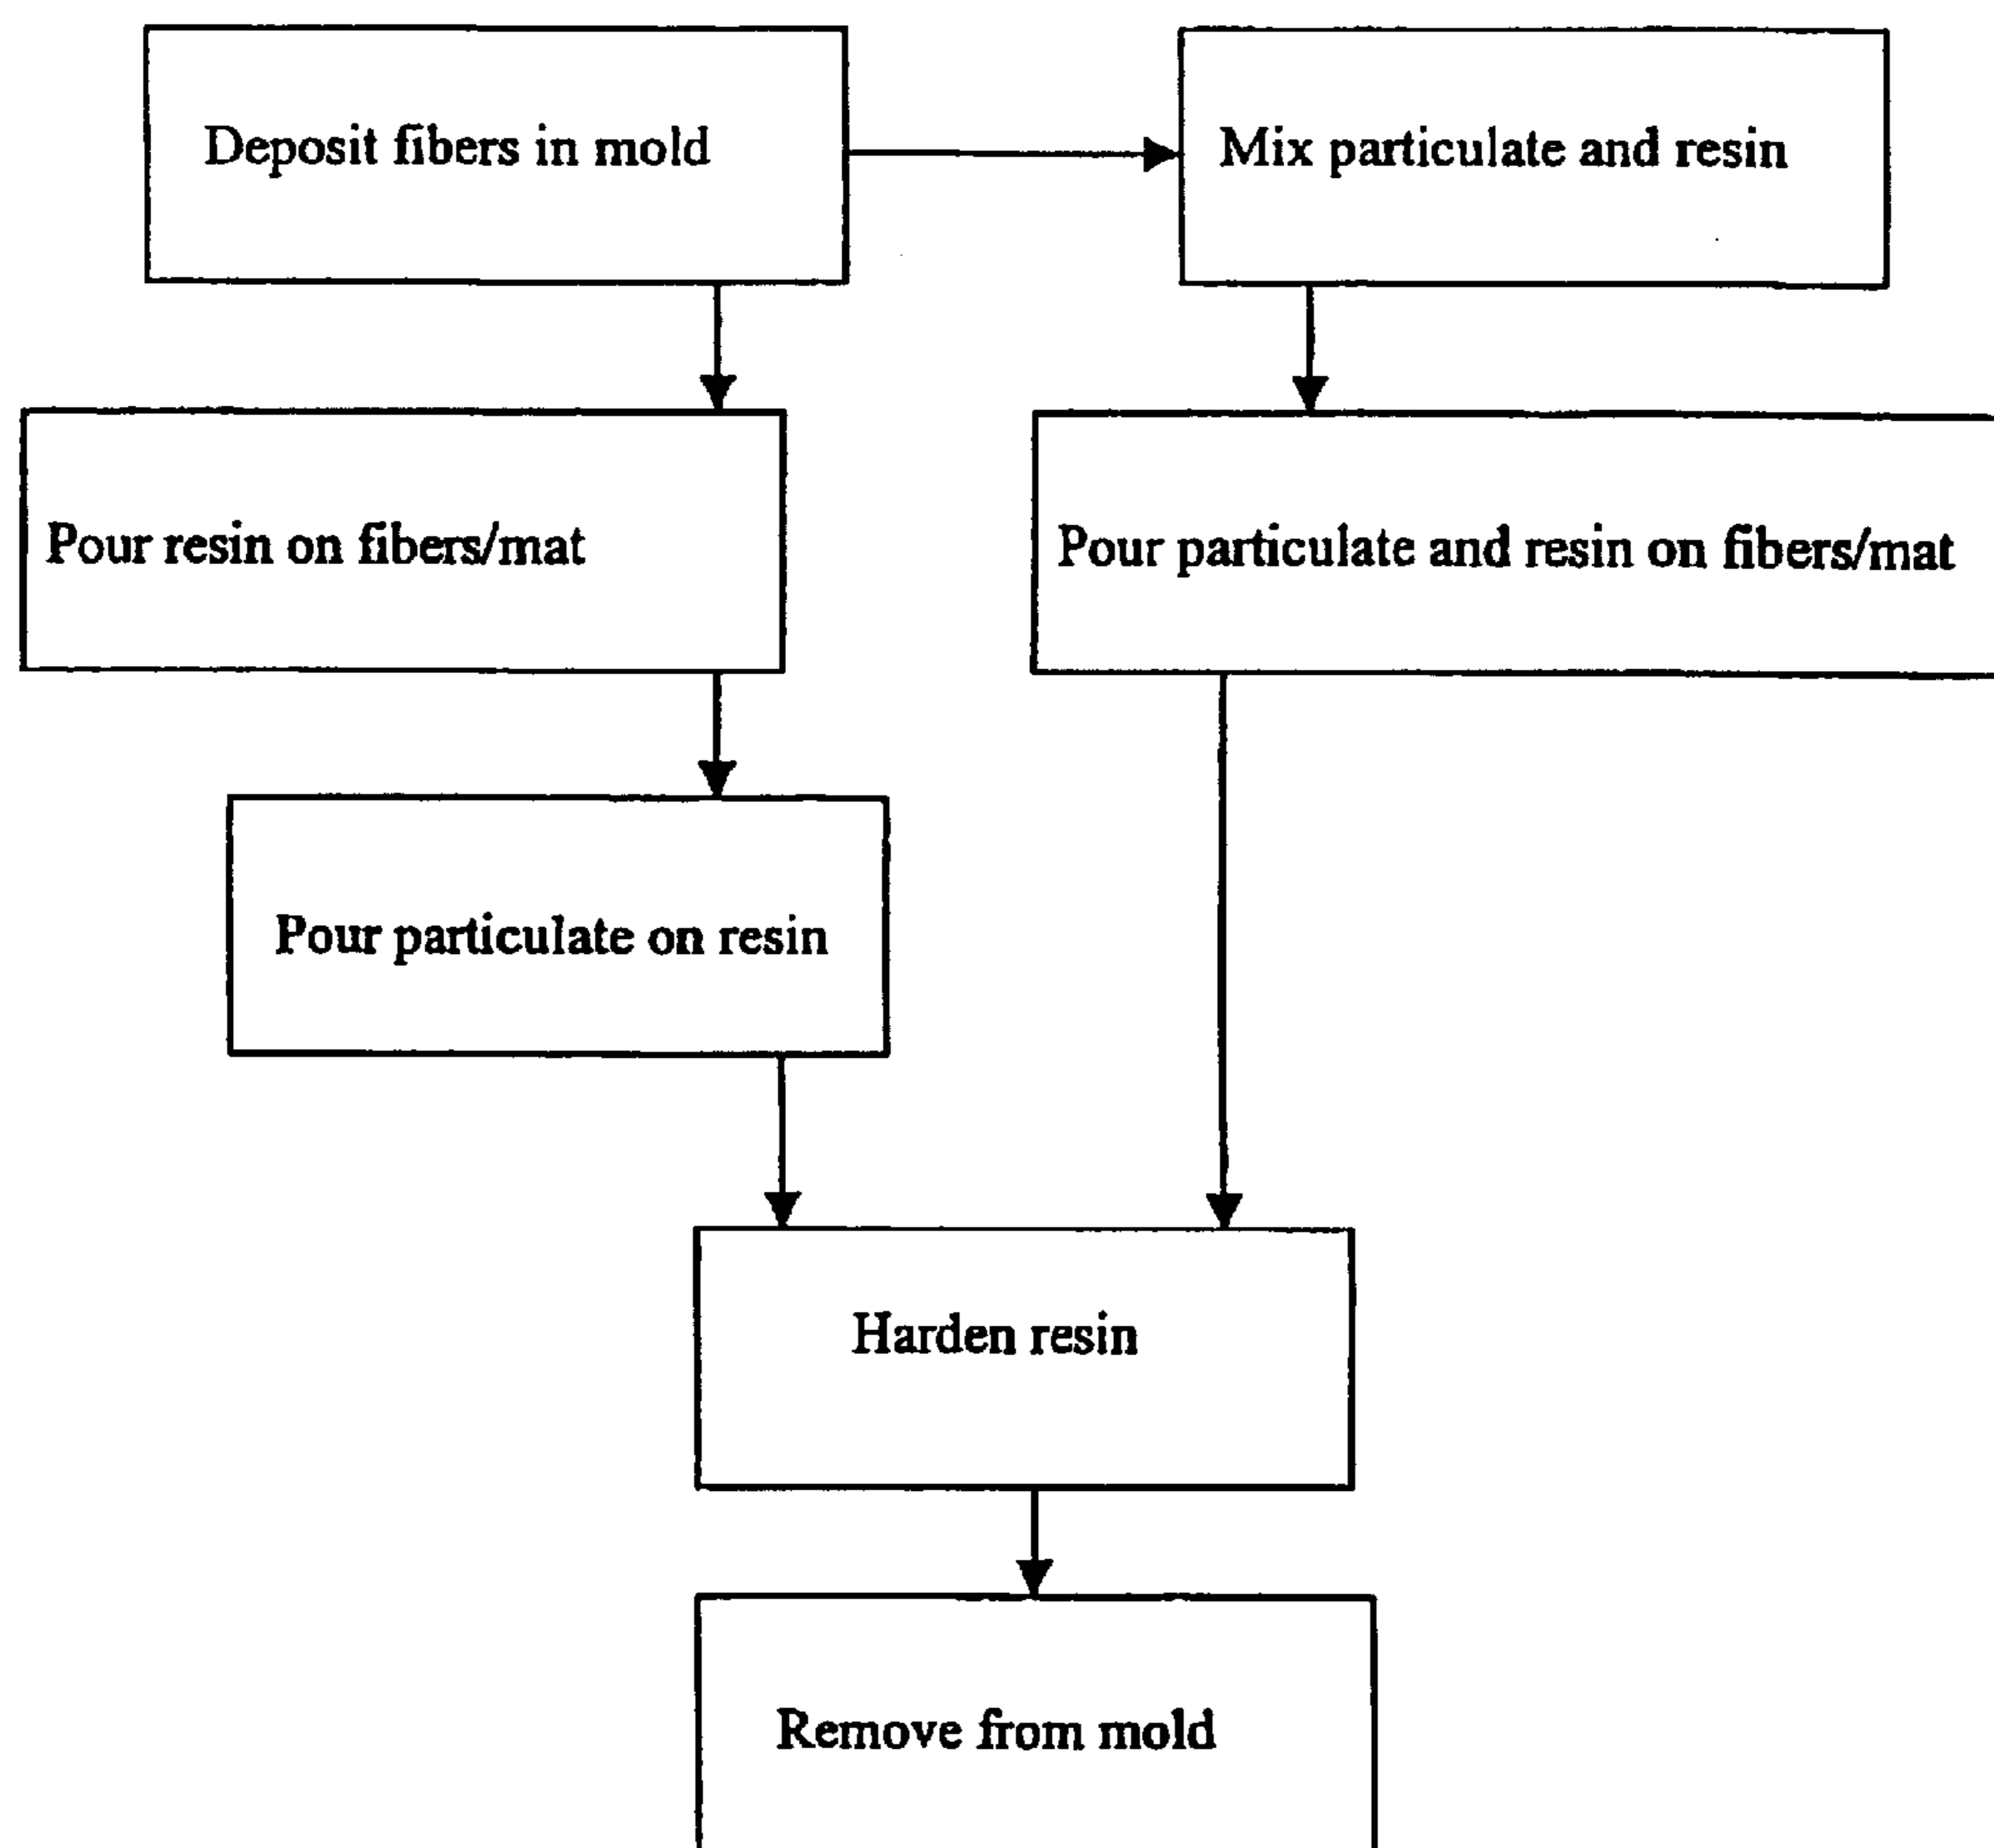 Deposit fibers in mold
Mix particulate and resin
Pour resin on fibers/mat
Pour particulate and resin on fibers/mat
Pour particulate on resin
Harden resin
Remove from mold